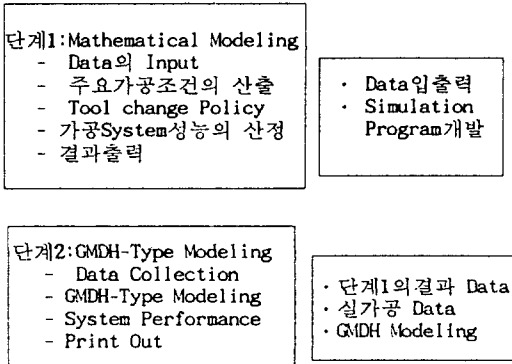 단계1:Mathematical Modeling
- Data의 Input
- 주요가공조건의 산출
- Tool change Policy
- 가공System성능의 산정
- 결과출력
· Data입출력
· Simulation
Program개발
단계2:GMDH-Type Modeling
- Data Collection
- GMDH-Type Modeling
- System Performance
- Print Out
· 단계1의결과 Data
· 실가공 Data
· GMDH Modeling